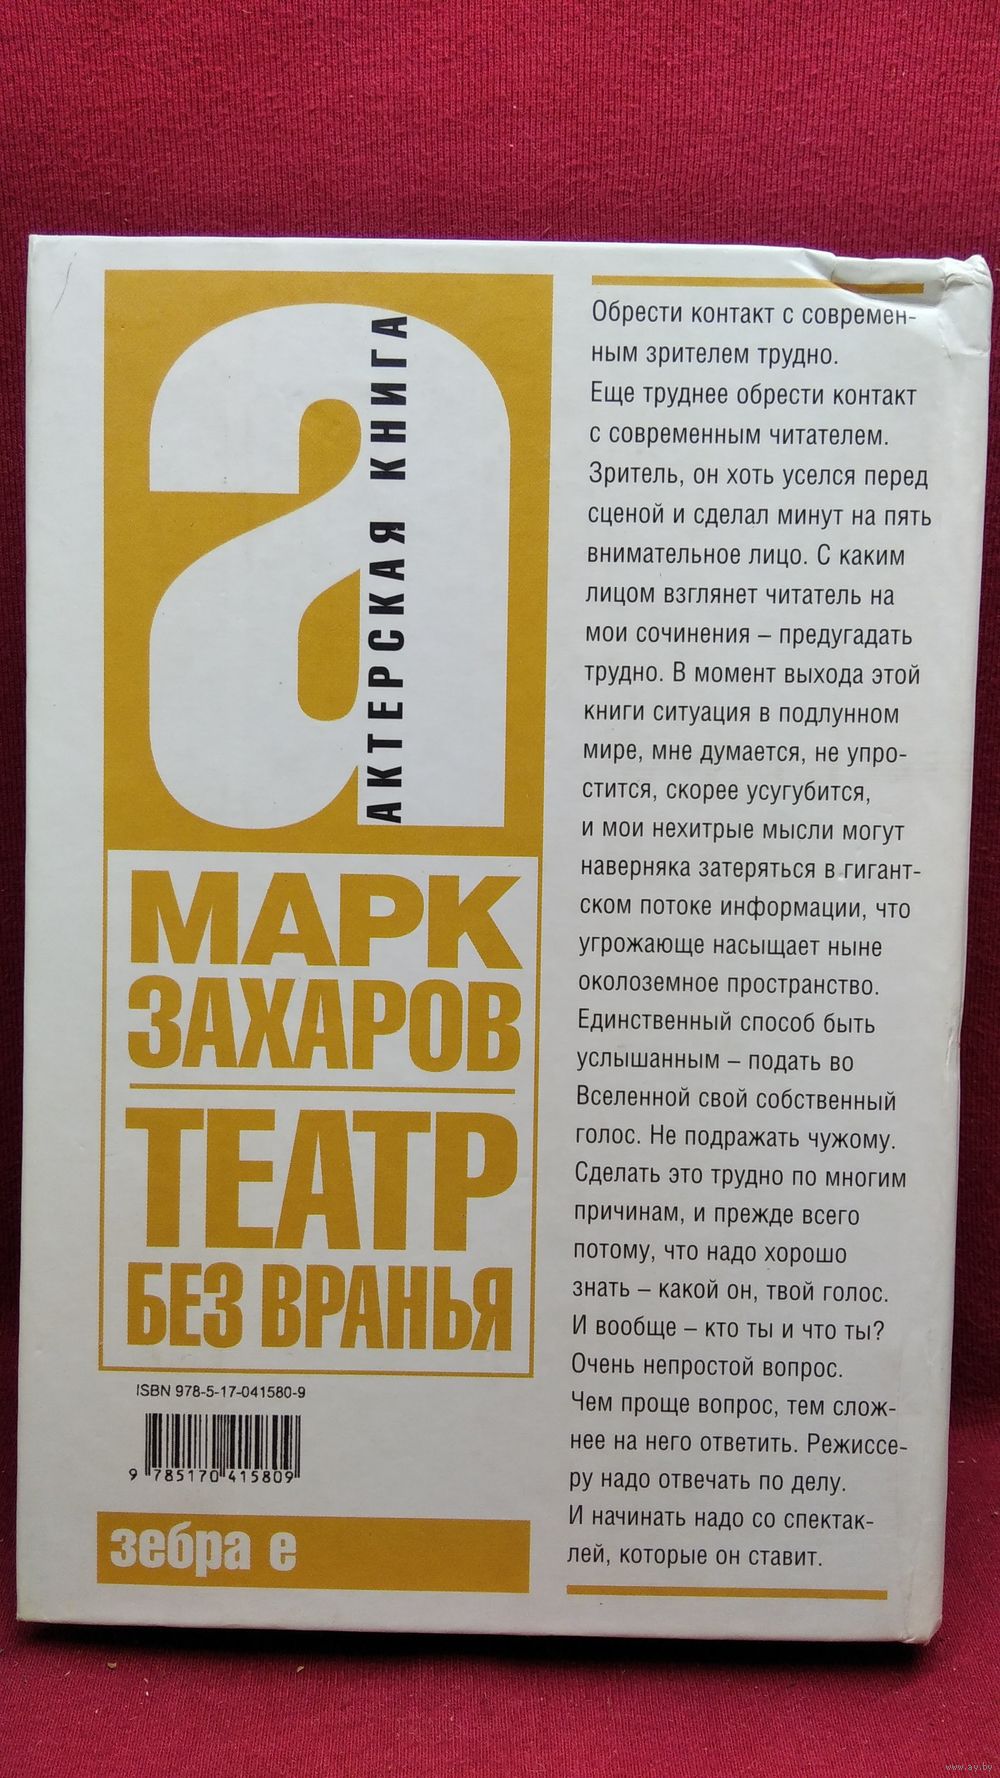 а
АКТЕРСКАЯ КНИГА
МАРК
ЗАХАРОВ
ТЕАТР
БЕЗ ВРАНЬЯ
ISBN 978-5-17-041580-9
9 785170 415809
зебра е
Обрести контакт с современ-
ным зрителем трудно.
Еще труднее обрести контакт
с современным читателем.
Зритель, он хоть уселся перед
сценой и сделал минут на пять
внимательное лицо. С каким
лицом взглянет читатель на
мои сочинения – предугадать
трудно. В момент выхода этой
книги ситуация в подлунном
мире, мне думается, не упро-
стится, скорее усугубится,
и мои нехитрые мысли могут
наверняка затеряться в гигант-
ском потоке информации, что
угрожающе насыщает ныне
околоземное пространство.
Единственный способ быть
услышанным – подать во
Вселенной свой собственный
голос. Не подражать чужому.
Сделать это трудно по многим
причинам, и прежде всего
потому, что надо хорошо
знать – какой он, твой голос.
И вообще – кто ты и что ты?
Очень непростой вопрос.
Чем проще вопрос, тем слож-
нее на него ответить. Режиссе-
ру надо отвечать по делу.
И начинать надо со спектак-
лей, которые он ставит.
www.ay.by